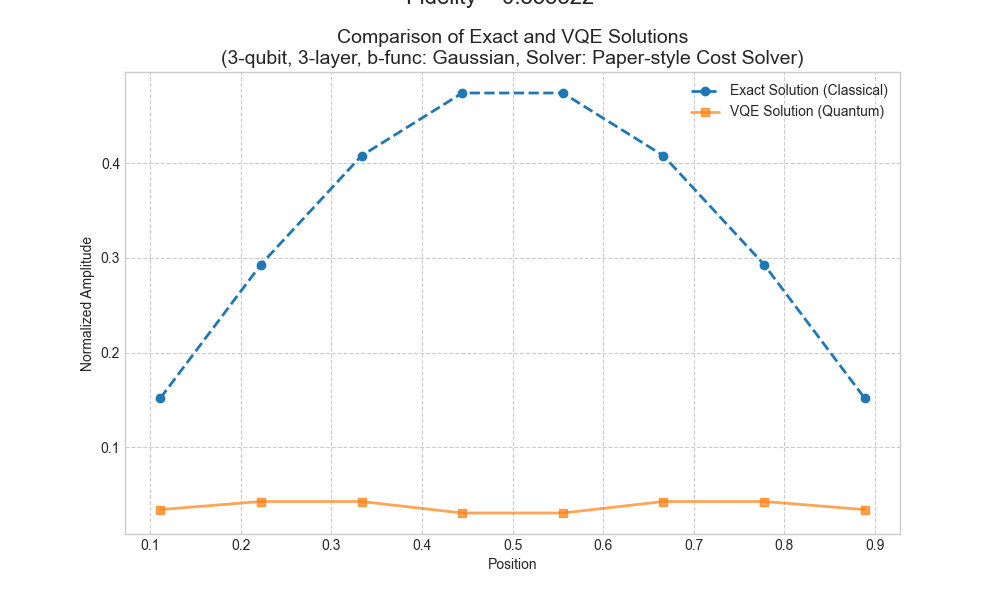 Comparison of Exact and VQE Solutions
(3-qubit, 3-layer, b-func: Gaussian, Solver: Paper-style Cost Solver)
Exact Solution (Classical)
VQE Solution (Quantum)
Normalized Amplitude
0.4
0.3
0.2
0.1
0.1 0.2 0.3 0.4 0.5 0.6 0.7 0.8 0.9
Position